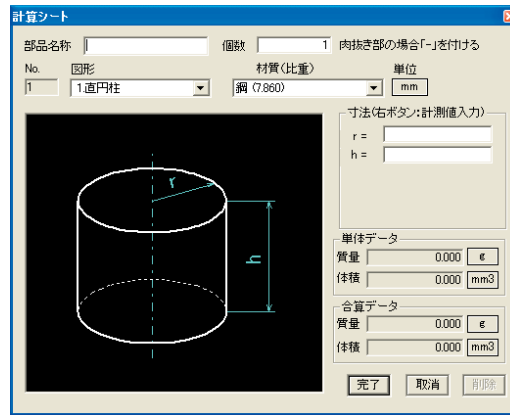 計算シート
部品名称 個数 1 肉抜き部の場合「-」を付ける
No. 図形 材質(比重) 単位
1 1.直円柱 鋼 (7.860) mm
寸法(右ボタン:計測値入力)
r =
h =
r
h
単体データ
質量 0.000 g
体積 0.000 mm3
合算データ
質量 0.000 g
体積 0.000 mm3
完了 取消 削除